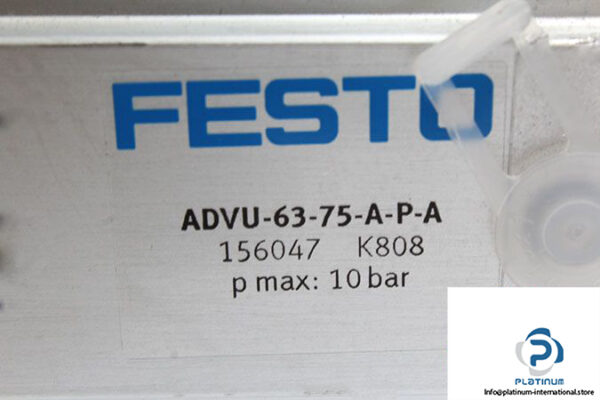 FESTO
ADVU-63-75-A-P-A
156047 K808
p max: 10 bar
P
PLATINUM
Info@platinum-international.store